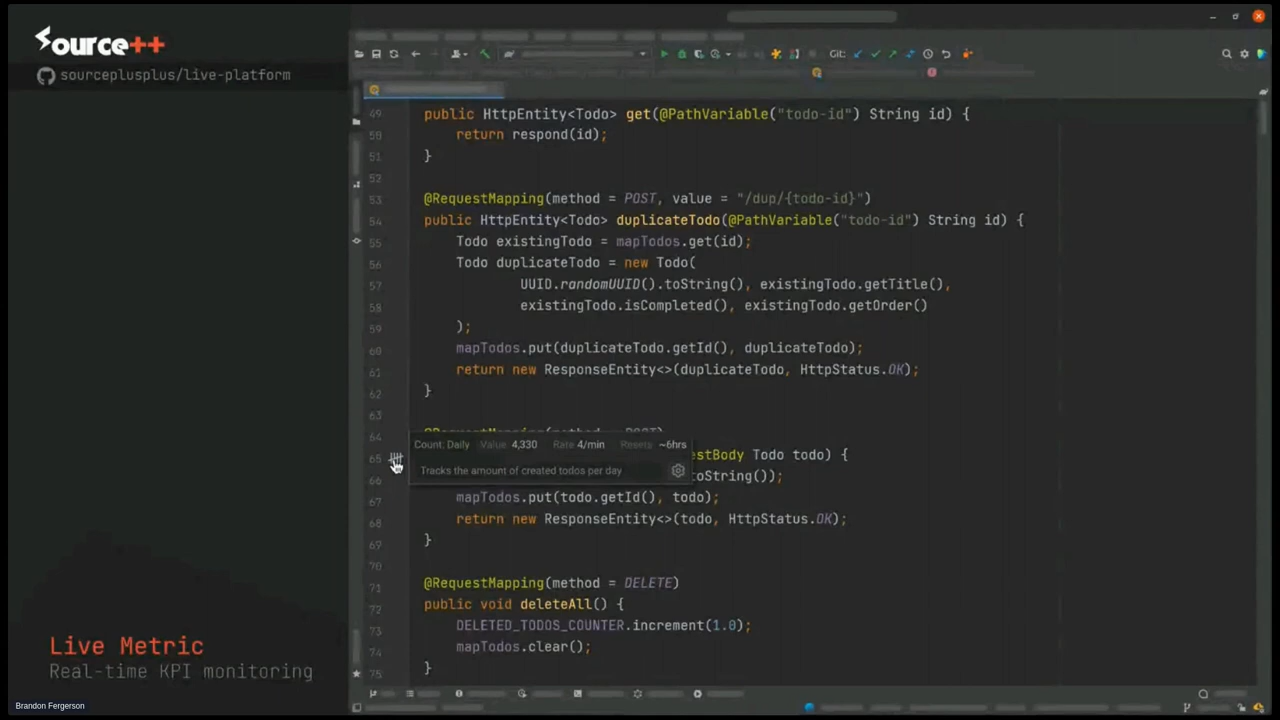 Source++
sourceplusplus/live-platform
Git:
49 public HttpEntity<Todo> get(@PathVariable("todo-id") String id) {
50 return respond(id);
51 }
52
53 @RequestMapping(method = POST, value = "/dup/{todo-id}")
54 public HttpEntity<Todo> duplicateTodo(@PathVariable("todo-id") String id) {
55 Todo existingTodo = mapTodos.get(id);
56 Todo duplicateTodo = new Todo(
57 UUID.randomUUID().toString(), existingTodo.getTitle(),
58 existingTodo.isCompleted(), existingTodo.getOrder()
59 );
60 mapTodos.put(duplicateTodo.getId(), duplicateTodo);
61 return new ResponseEntity<>(duplicateTodo, HttpStatus.OK);
62 }
63
64
Count: Daily Value 4,330 Rate 4/min Resets ~6hrs
65 estBody Todo todo) {
Tracks the amount of created todos per day
66 oString());
67 mapTodos.put(todo.getId(), todo);
68 return new ResponseEntity<>(todo, HttpStatus.OK);
69 }
70
71 @RequestMapping(method = DELETE)
72 public void deleteAll() {
73 DELETED_TODOS_COUNTER.increment(1.0);
74 mapTodos.clear();
75 }
Live Metric
Real-time KPI monitoring
Brandon Fergerson